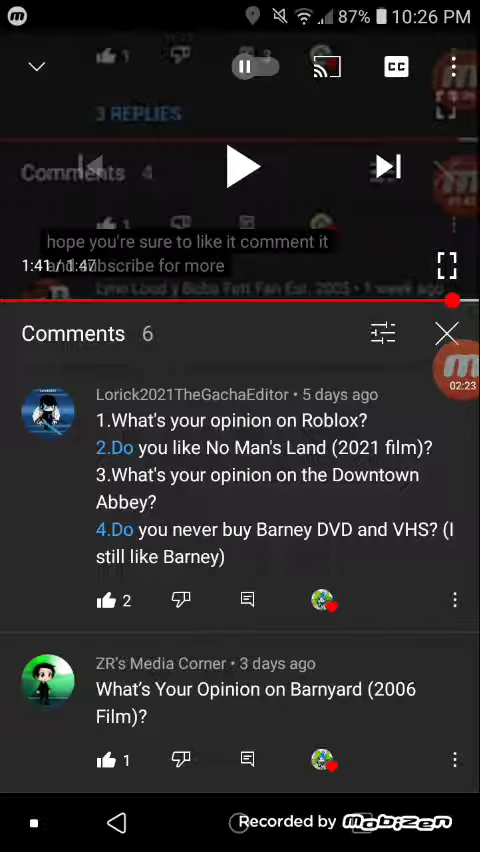 87% 10:26 PM
1 3
CC
3 REPLIES
Comments 4
hope you're sure to like it comment it
and subscribe for more
1:41 / 1:47
Lynn Loud y Boba Fett Fan Est. 2005 • 1 week ago
Comments 6
02:23
Lorick2021TheGachaEditor • 5 days ago
1.What's your opinion on Roblox?
2.Do you like No Man's Land (2021 film)?
3.What's your opinion on the Downtown
Abbey?
4.Do you never buy Barney DVD and VHS? (I
still like Barney)
2
ZR's Media Corner • 3 days ago
What's Your Opinion on Barnyard (2006
Film)?
1
Recorded by Mobizen